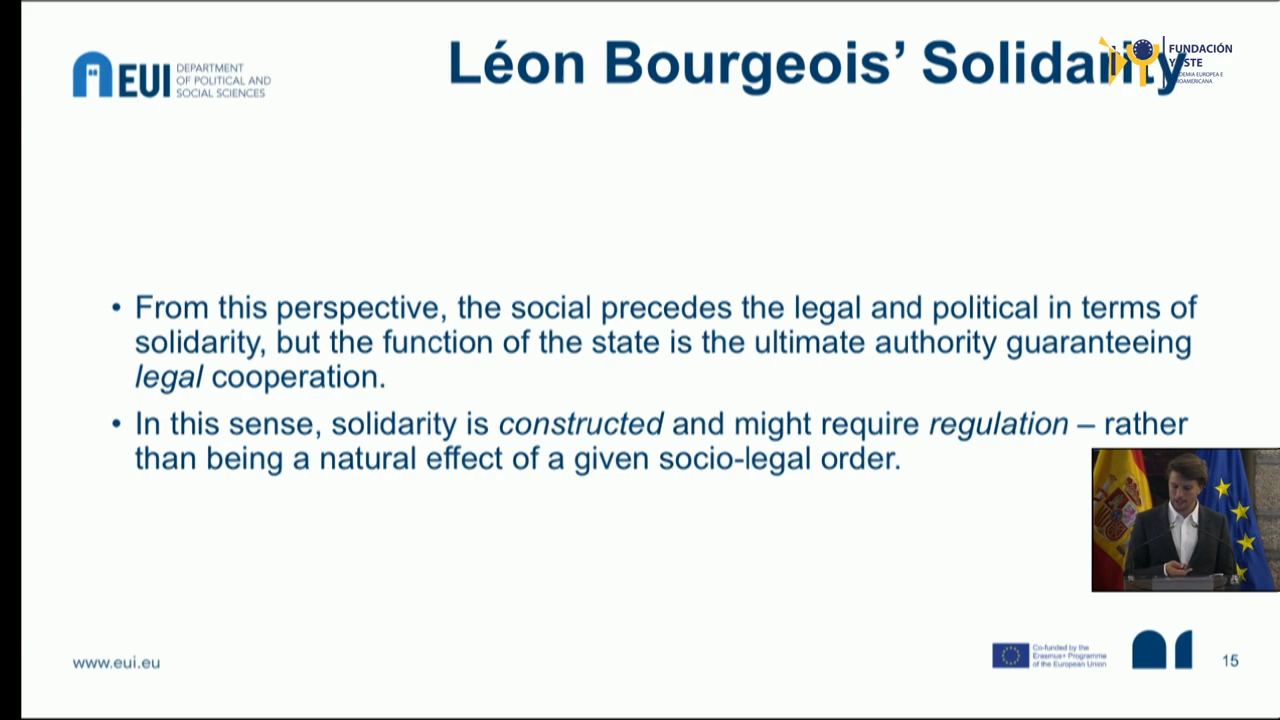 Léon Bourgeois’ Solidarity
EUI
DEPARTMENT
OF POLITICAL AND
SOCIAL SCIENCES
FUNDACIÓN
YUSTE
EUROPEA E
• From this perspective, the social precedes the legal and political in terms of
solidarity, but the function of the state is the ultimate authority guaranteeing
legal cooperation.
• In this sense, solidarity is constructed and might require regulation – rather
than being a natural effect of a given socio-legal order.
www.eui.eu
Co-funded by the
Erasmus+ Programme
of the European Union
15